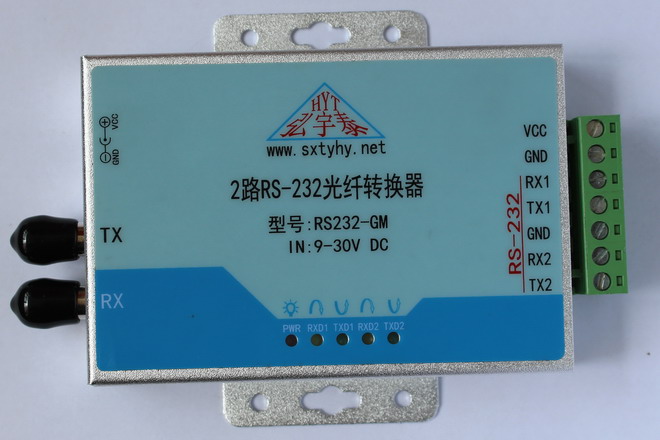 HYT
弘宇泰
www.sxtyhy.net
2路RS-232光纤转换器
型号:RS232-GM
IN:9-30V DC
VCC
GND
TX
RX
RS-232
VCC
GND
RX1
TX1
GND
RX2
TX2
PWR RXD1 TXD1 RXD2 TXD2